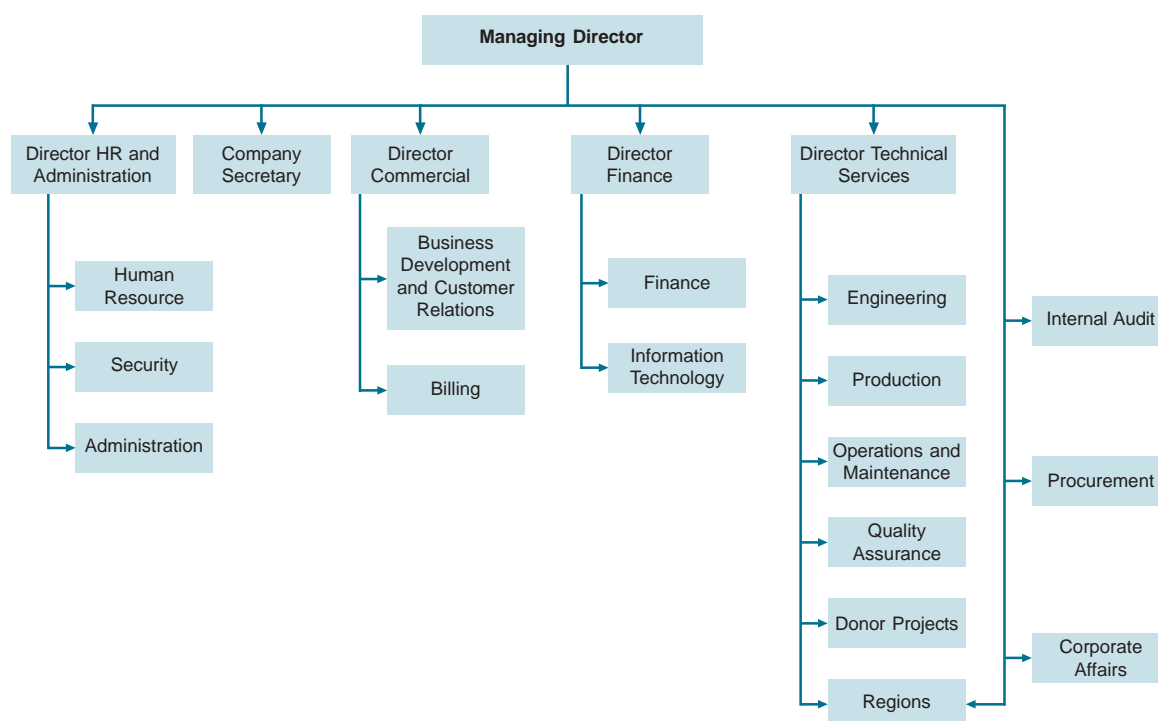 Managing Director
Director HR and
Administration
Company
Secretary
Director
Commercial
Director
Finance
Director Technical
Services
Human
Resource
Security
Administration
Business
Development
and Customer
Relations
Billing
Finance
Information
Technology
Engineering
Production
Operations and
Maintenance
Quality
Assurance
Donor Projects
Regions
Internal Audit
Procurement
Corporate
Affairs